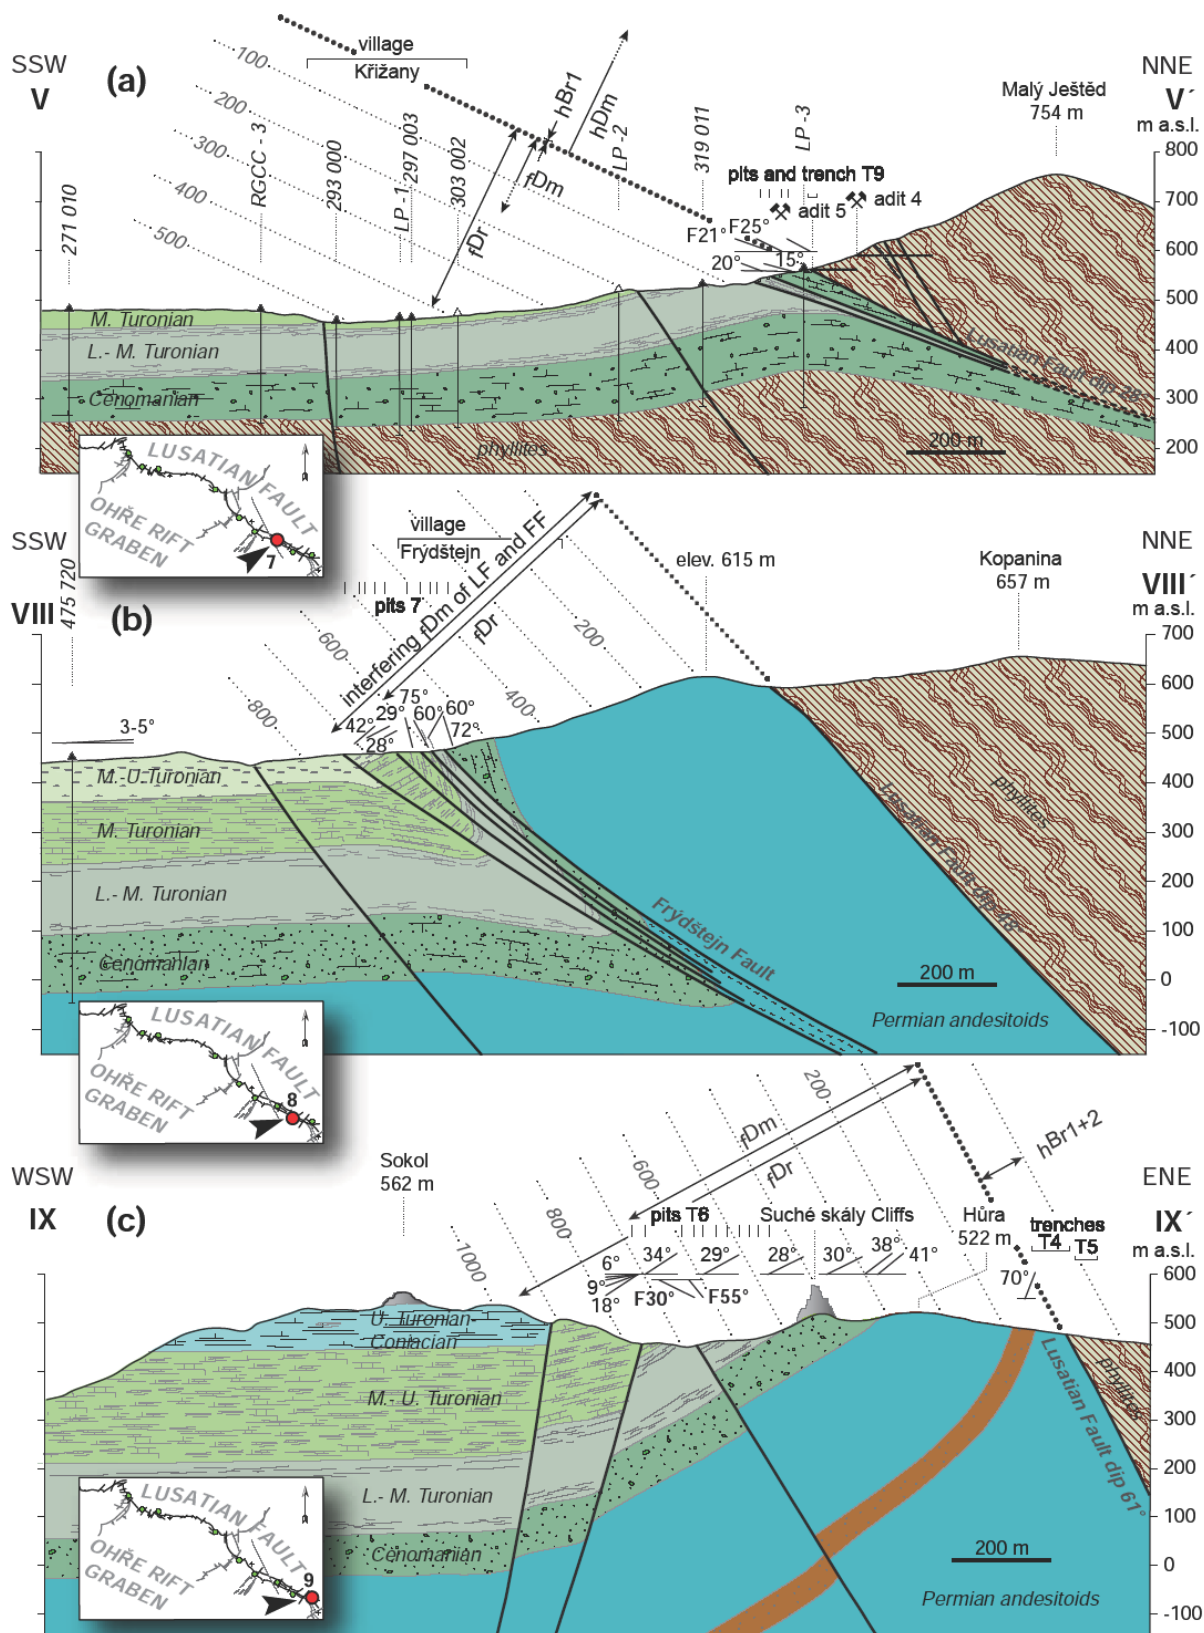 SSW
V
(a)
village
Křižany
NNE
V´
m a.s.l.
Malý Ještěd
754 m
100
200
300
400
500
hBr1
hDm
fDm
fDr
271 010
RGCC - 3
293 000
LP - 1
297 003
303 002
LP - 2
319 011
LP - 3
pits and trench T9
adit 5
adit 4
F21°
F25°
20°
15°
800
700
600
500
400
300
200
M. Turonian
L.- M. Turonian
Cenomanian
phyllites
Lusatian Fault dip 28°
200 m
LUSATIAN FAULT
OHŘE RIFT
GRABEN
7
SSW
VIII
(b)
475 720
village
Frýdštejn
pits 7
interfering fDm of LF and FF
fDr
200
400
600
800
elev. 615 m
Kopanina
657 m
NNE
VIII´
m a.s.l.
3-5°
42°
28°
29°
75°
60°
60°
72°
700
600
500
400
300
200
100
0
-100
M.-U. Turonian
M. Turonian
L.- M. Turonian
Cenomanian
Frýdštejn Fault
phyllites
200 m
Permian andesitoids
LUSATIAN FAULT
OHŘE RIFT
GRABEN
8
WSW
IX
(c)
Sokol
562 m
1000
800
600
200
fDm
fDr
hBr1+2
ENE
IX´
m a.s.l.
pits T6
Suché skály Cliffs
Hůra
522 m
trenches
T4
T5
6°
9°
18°
34°
F30°
29°
F55°
28°
30°
38°
41°
70°
600
500
400
300
200
100
0
-100
U. Turonian-
Coniacian
M.- U. Turonian
L.- M. Turonian
Cenomanian
phyllites
Lusatian Fault dip 61°
200 m
Permian andesitoids
LUSATIAN FAULT
OHŘE RIFT
GRABEN
9